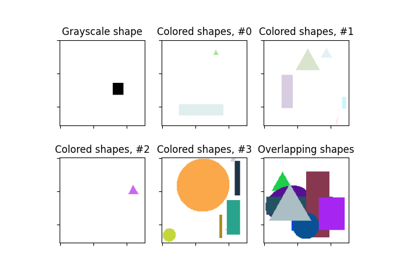 Grayscale shape
Colored shapes, #0
Colored shapes, #1
Colored shapes, #2
Colored shapes, #3
Overlapping shapes